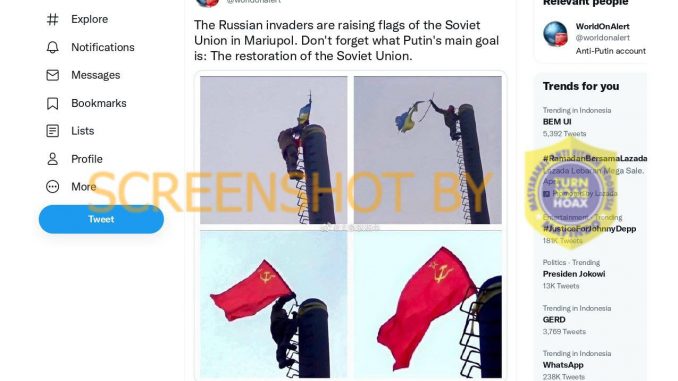 @worldonalert
The Russian invaders are raising flags of the Soviet
Union in Mariupol. Don't forget what Putin's main goal
is: The restoration of the Soviet Union.
Explore
Notifications
Messages
Bookmarks
Lists
Profile
More
Tweet
SCREENSHOT BY
TURN
HOAX
Relevant people
WorldOnAlert
@worldonalert
Anti-Putin account
Trends for you
Trending in Indonesia
BEM UI
5,392 Tweets
#RamadanBersamaLazada
Lazada Lebaran Mega Sale.
Promoted by Lazada
Entertainment · Trending
#JusticeForJohnnyDepp
181K Tweets
Politics · Trending
Presiden Jokowi
13K Tweets
Trending in Indonesia
GERD
3,769 Tweets
Trending in Indonesia
WhatsApp
238K Tweets